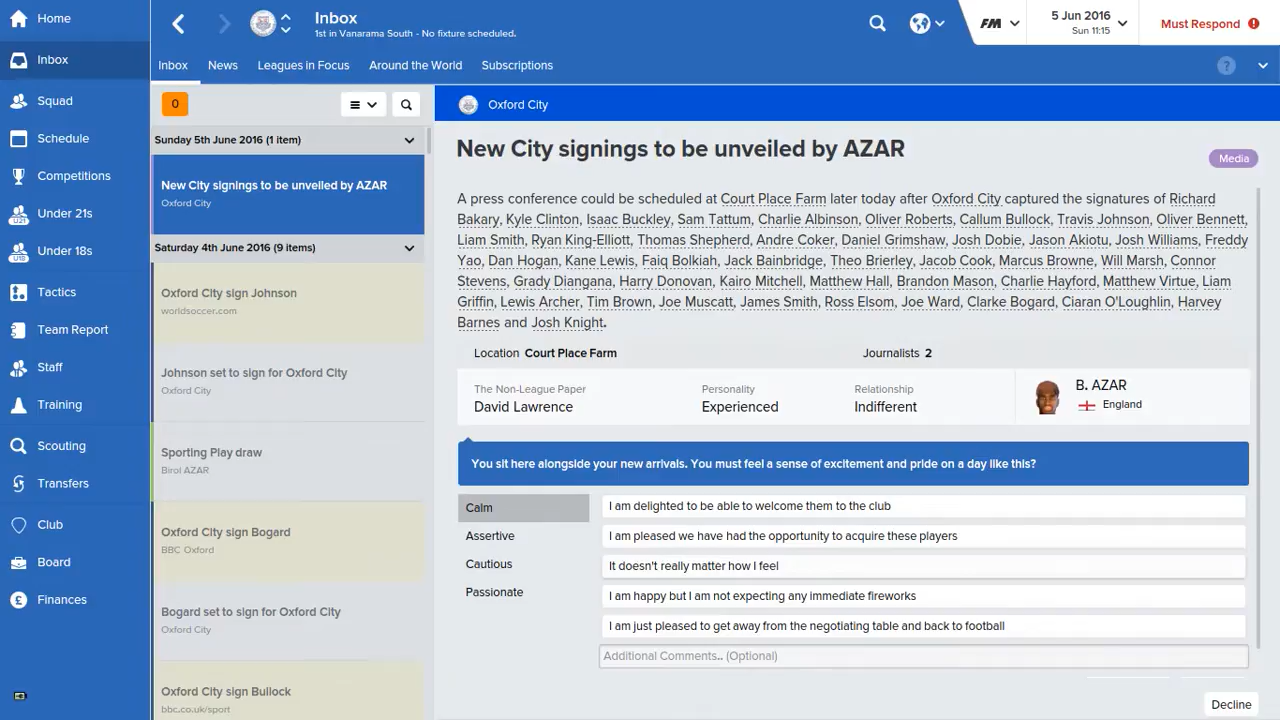 Home
Inbox
Squad
Schedule
Competitions
Under 21s
Under 18s
Tactics
Team Report
Staff
Training
Scouting
Transfers
Club
Board
Finances
Inbox
1st in Vanarama South - No fixture scheduled.
FM
5 Jun 2016
Sun 11:15
Must Respond
Inbox News Leagues in Focus Around the World Subscriptions
?
0
Sunday 5th June 2016 (1 item)
New City signings to be unveiled by AZAR
Oxford City
Saturday 4th June 2016 (9 items)
Oxford City sign Johnson
worldsoccer.com
Johnson set to sign for Oxford City
Oxford City
Sporting Play draw
Birol AZAR
Oxford City sign Bogard
BBC Oxford
Bogard set to sign for Oxford City
Oxford City
Oxford City sign Bullock
bbc.co.uk/sport
Oxford City
New City signings to be unveiled by AZAR
Media
A press conference could be scheduled at Court Place Farm later today after Oxford City captured the signatures of Richard
Bakary, Kyle Clinton, Isaac Buckley, Sam Tattum, Charlie Albinson, Oliver Roberts, Callum Bullock, Travis Johnson, Oliver Bennett,
Liam Smith, Ryan King-Elliott, Thomas Shepherd, Andre Coker, Daniel Grimshaw, Josh Dobie, Jason Akiotu, Josh Williams, Freddy
Yao, Dan Hogan, Kane Lewis, Faiq Bolkiah, Jack Bainbridge, Theo Brierley, Jacob Cook, Marcus Browne, Will Marsh, Connor
Stevens, Grady Diangana, Harry Donovan, Kairo Mitchell, Matthew Hall, Brandon Mason, Charlie Hayford, Matthew Virtue, Liam
Griffin, Lewis Archer, Tim Brown, Joe Muscatt, James Smith, Ross Elsom, Joe Ward, Clarke Bogard, Ciaran O'Loughlin, Harvey
Barnes and Josh Knight.
Location Court Place Farm Journalists 2
The Non-League Paper Personality Relationship
David Lawrence Experienced Indifferent
B. AZAR
England
You sit here alongside your new arrivals. You must feel a sense of excitement and pride on a day like this?
Calm
Assertive
Cautious
Passionate
I am delighted to be able to welcome them to the club
I am pleased we have had the opportunity to acquire these players
It doesn't really matter how I feel
I am happy but I am not expecting any immediate fireworks
I am just pleased to get away from the negotiating table and back to football
Additional Comments.. (Optional)
Decline